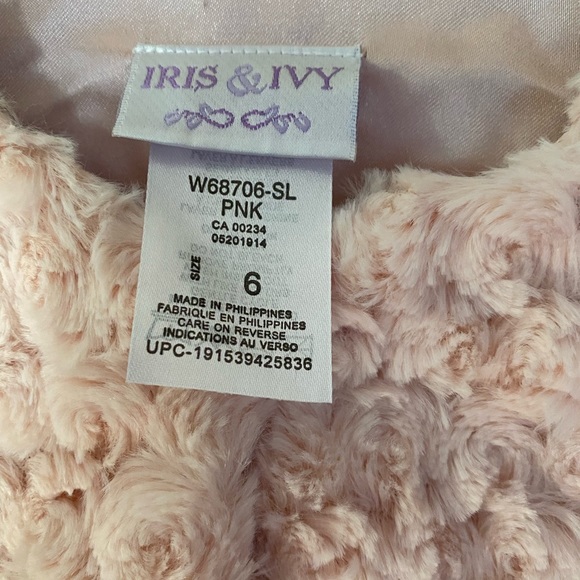 IRIS & IVY
W68706-SL
PNK
CA 00234
05201914
SIZE 6
MADE IN PHILIPPINES
FABRIQUE EN PHILIPPINES
CARE ON REVERSE
INDICATIONS AU VERSO
UPC-191539425836